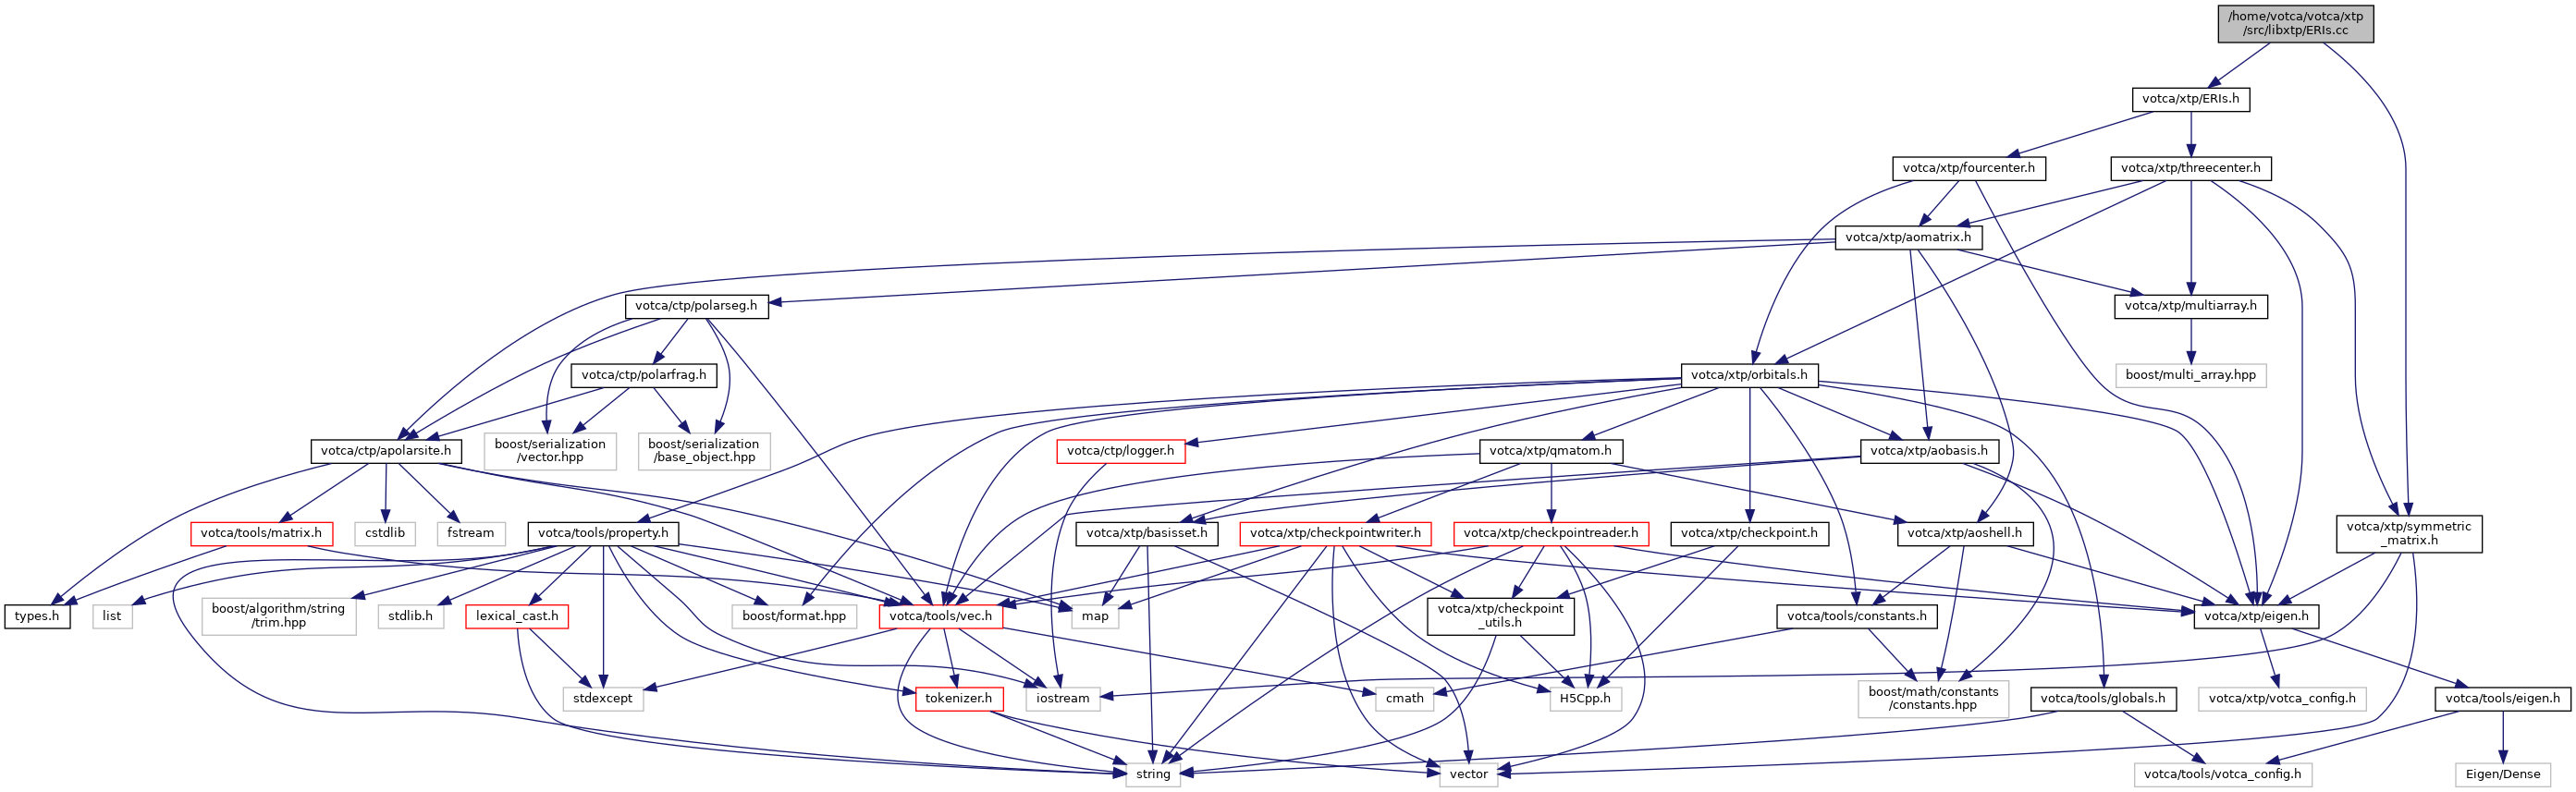 /home/votca/votca/xtp
/src/libxtp/ERIs.cc
votca/xtp/ERIs.h
votca/xtp/fourcenter.h
votca/xtp/threecenter.h
votca/xtp/aomatrix.h
votca/ctp/polarseg.h
votca/xtp/multiarray.h
votca/ctp/polarfrag.h
votca/xtp/orbitals.h
boost/multi_array.hpp
votca/ctp/apolarsite.h
boost/serialization
/vector.hpp
boost/serialization
/base_object.hpp
votca/ctp/logger.h
votca/xtp/qmatom.h
votca/xtp/aobasis.h
votca/tools/matrix.h
cstdlib
fstream
votca/tools/property.h
votca/xtp/basisset.h
votca/xtp/checkpointwriter.h
votca/xtp/checkpointreader.h
votca/xtp/checkpoint.h
votca/xtp/aoshell.h
votca/xtp/symmetric
_matrix.h
types.h
list
boost/algorithm/string
/trim.hpp
stdlib.h
lexical_cast.h
boost/format.hpp
votca/tools/vec.h
map
votca/xtp/checkpoint
_utils.h
votca/tools/constants.h
votca/xtp/eigen.h
stdexcept
tokenizer.h
iostream
cmath
H5Cpp.h
boost/math/constants
/constants.hpp
votca/tools/globals.h
votca/xtp/votca_config.h
votca/tools/eigen.h
string
vector
votca/tools/votca_config.h
Eigen/Dense